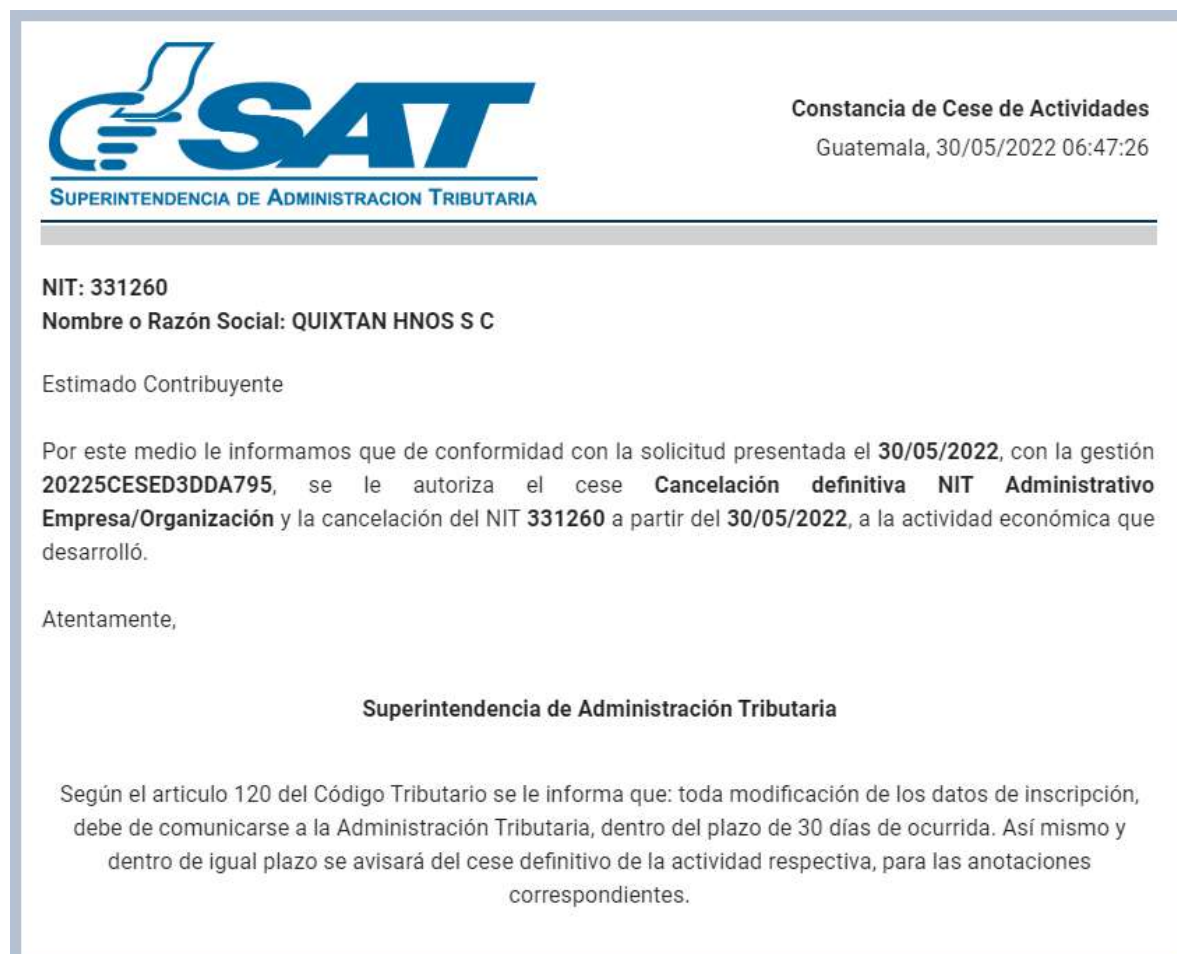 SAT
SUPERINTENDENCIA DE ADMINISTRACION TRIBUTARIA
Constancia de Cese de Actividades
Guatemala, 30/05/2022 06:47:26
NIT: 331260
Nombre o Razón Social: QUIXTAN HNOS S C
Estimado Contribuyente
Por este medio le informamos que de conformidad con la solicitud presentada el 30/05/2022, con la gestión
20225CESED3DDA795, se le autoriza el cese Cancelación definitiva NIT Administrativo
Empresa/Organización y la cancelación del NIT 331260 a partir del 30/05/2022, a la actividad económica que
desarrolló.
Atentamente,
Superintendencia de Administración Tributaria
Según el articulo 120 del Código Tributario se le informa que: toda modificación de los datos de inscripción,
debe de comunicarse a la Administración Tributaria, dentro del plazo de 30 días de ocurrida. Así mismo y
dentro de igual plazo se avisará del cese definitivo de la actividad respectiva, para las anotaciones
correspondientes.